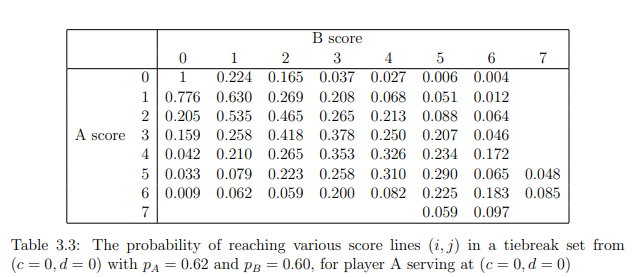 B score
0 1 2 3 4 5 6 7
0 1 0.224 0.165 0.037 0.027 0.006 0.004
1 0.776 0.630 0.269 0.208 0.068 0.051 0.012
2 0.205 0.535 0.465 0.265 0.213 0.088 0.064
A score 3 0.159 0.258 0.418 0.378 0.250 0.207 0.046
4 0.042 0.210 0.265 0.353 0.326 0.234 0.172
5 0.033 0.079 0.223 0.258 0.310 0.290 0.065 0.048
6 0.009 0.062 0.059 0.200 0.082 0.225 0.183 0.085
7 0.059 0.097
Table 3.3: The probability of reaching various score lines (i, j) in a tiebreak set from
(c = 0, d = 0) with p_A = 0.62 and p_B = 0.60, for player A serving at (c = 0, d = 0)